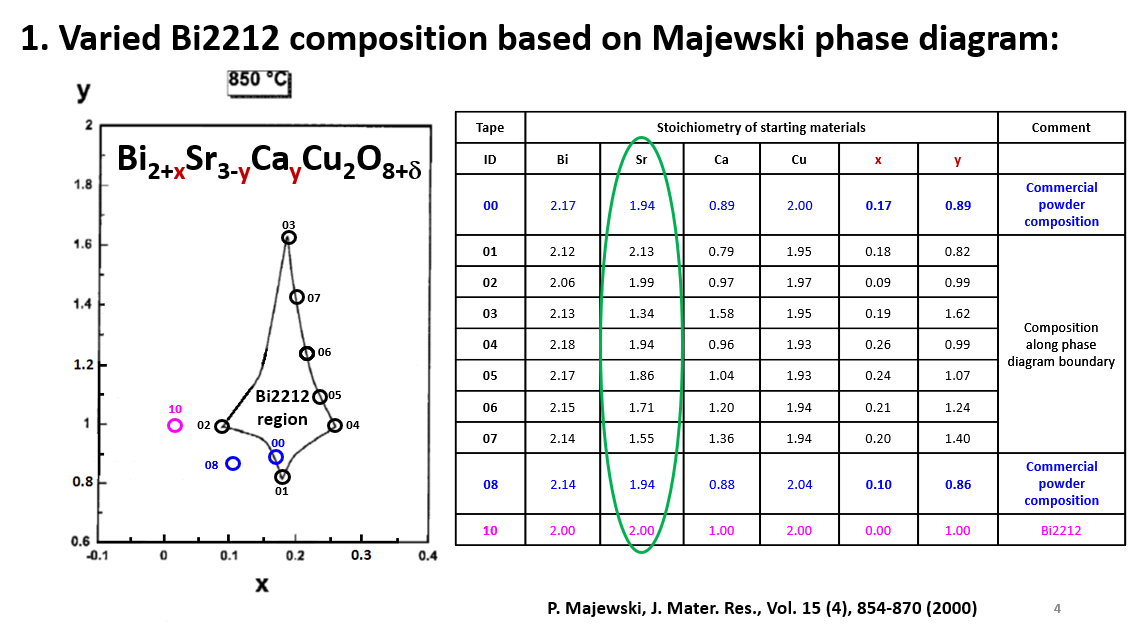 1. Varied Bi2212 composition based on Majewski phase diagram:
850 °C
y
2
1.8
1.6
1.4
1.2
1
0.8
0.6
-0.1 0 0.1 0.2 0.3 0.4
x
Bi2+xSr3-yCayCu2O8+δ
03
07
06
Bi2212
region
05
10
02
04
00
08
01
Tape Stoichiometry of starting materials Comment
ID Bi Sr Ca Cu x y
00 2.17 1.94 0.89 2.00 0.17 0.89 Commercial
powder
composition
01 2.12 2.13 0.79 1.95 0.18 0.82
02 2.06 1.99 0.97 1.97 0.09 0.99
03 2.13 1.34 1.58 1.95 0.19 1.62
04 2.18 1.94 0.96 1.93 0.26 0.99
05 2.17 1.86 1.04 1.93 0.24 1.07
06 2.15 1.71 1.20 1.94 0.21 1.24
07 2.14 1.55 1.36 1.94 0.20 1.40
Composition
along phase
diagram boundary
08 2.14 1.94 0.88 2.04 0.10 0.86 Commercial
powder
composition
10 2.00 2.00 1.00 2.00 0.00 1.00 Bi2212
P. Majewski, J. Mater. Res., Vol. 15 (4), 854-870 (2000)
4